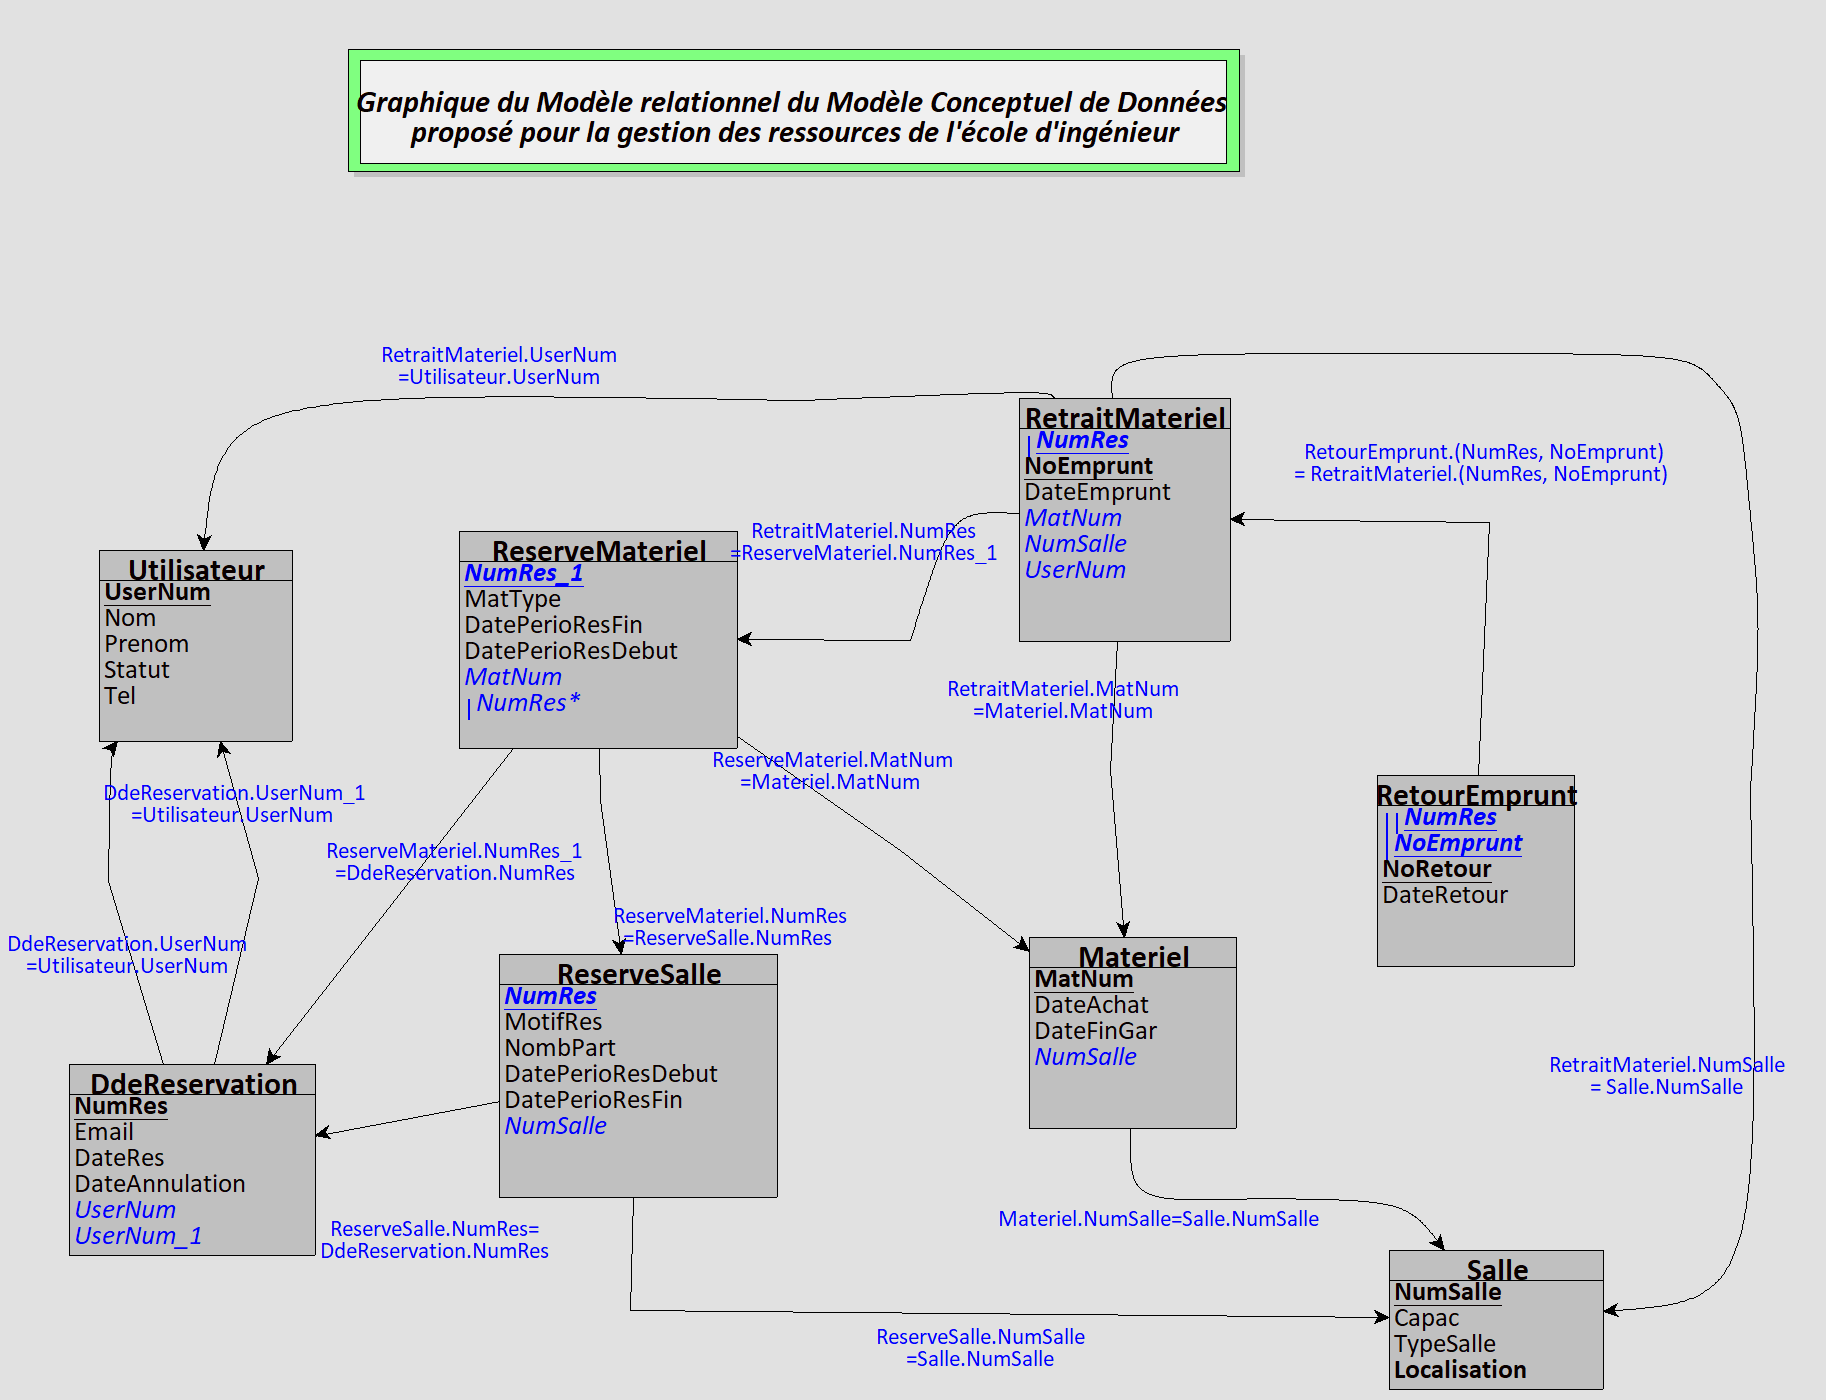 Graphique du Modèle relationnel du Modèle Conceptuel de Données
proposé pour la gestion des ressources de l'école d'ingénieur
RetraitMateriel.UserNum
=Utilisateur.UserNum
RetraitMateriel
NumRes
NoEmprunt
DateEmprunt
MatNum
NumSalle
UserNum
RetourEmprunt.(NumRes, NoEmprunt)
= RetraitMateriel.(NumRes, NoEmprunt)
RetraitMateriel.NumRes
=ReserveMateriel.NumRes_1
ReserveMateriel
NumRes_1
MatType
DatePerioResFin
DatePerioResDebut
MatNum
NumRes*
Utilisateur
UserNum
Nom
Prenom
Statut
Tel
RetraitMateriel.MatNum
=Materiel.MatNum
ReserveMateriel.MatNum
=Materiel.MatNum
DdeReservation.UserNum_1
=Utilisateur.UserNum
RetourEmprunt
NumRes
NoEmprunt
NoRetour
DateRetour
ReserveMateriel.NumRes_1
=DdeReservation.NumRes
ReserveMateriel.NumRes
=ReserveSalle.NumRes
DdeReservation.UserNum
=Utilisateur.UserNum
ReserveSalle
NumRes
MotifRes
NombPart
DatePerioResDebut
DatePerioResFin
NumSalle
Materiel
MatNum
DateAchat
DateFinGar
NumSalle
RetraitMateriel.NumSalle
= Salle.NumSalle
DdeReservation
NumRes
Email
DateRes
DateAnnulation
UserNum
UserNum_1
ReserveSalle.NumRes=
DdeReservation.NumRes
Materiel.NumSalle=Salle.NumSalle
Salle
NumSalle
Capac
TypeSalle
Localisation
ReserveSalle.NumSalle
=Salle.NumSalle